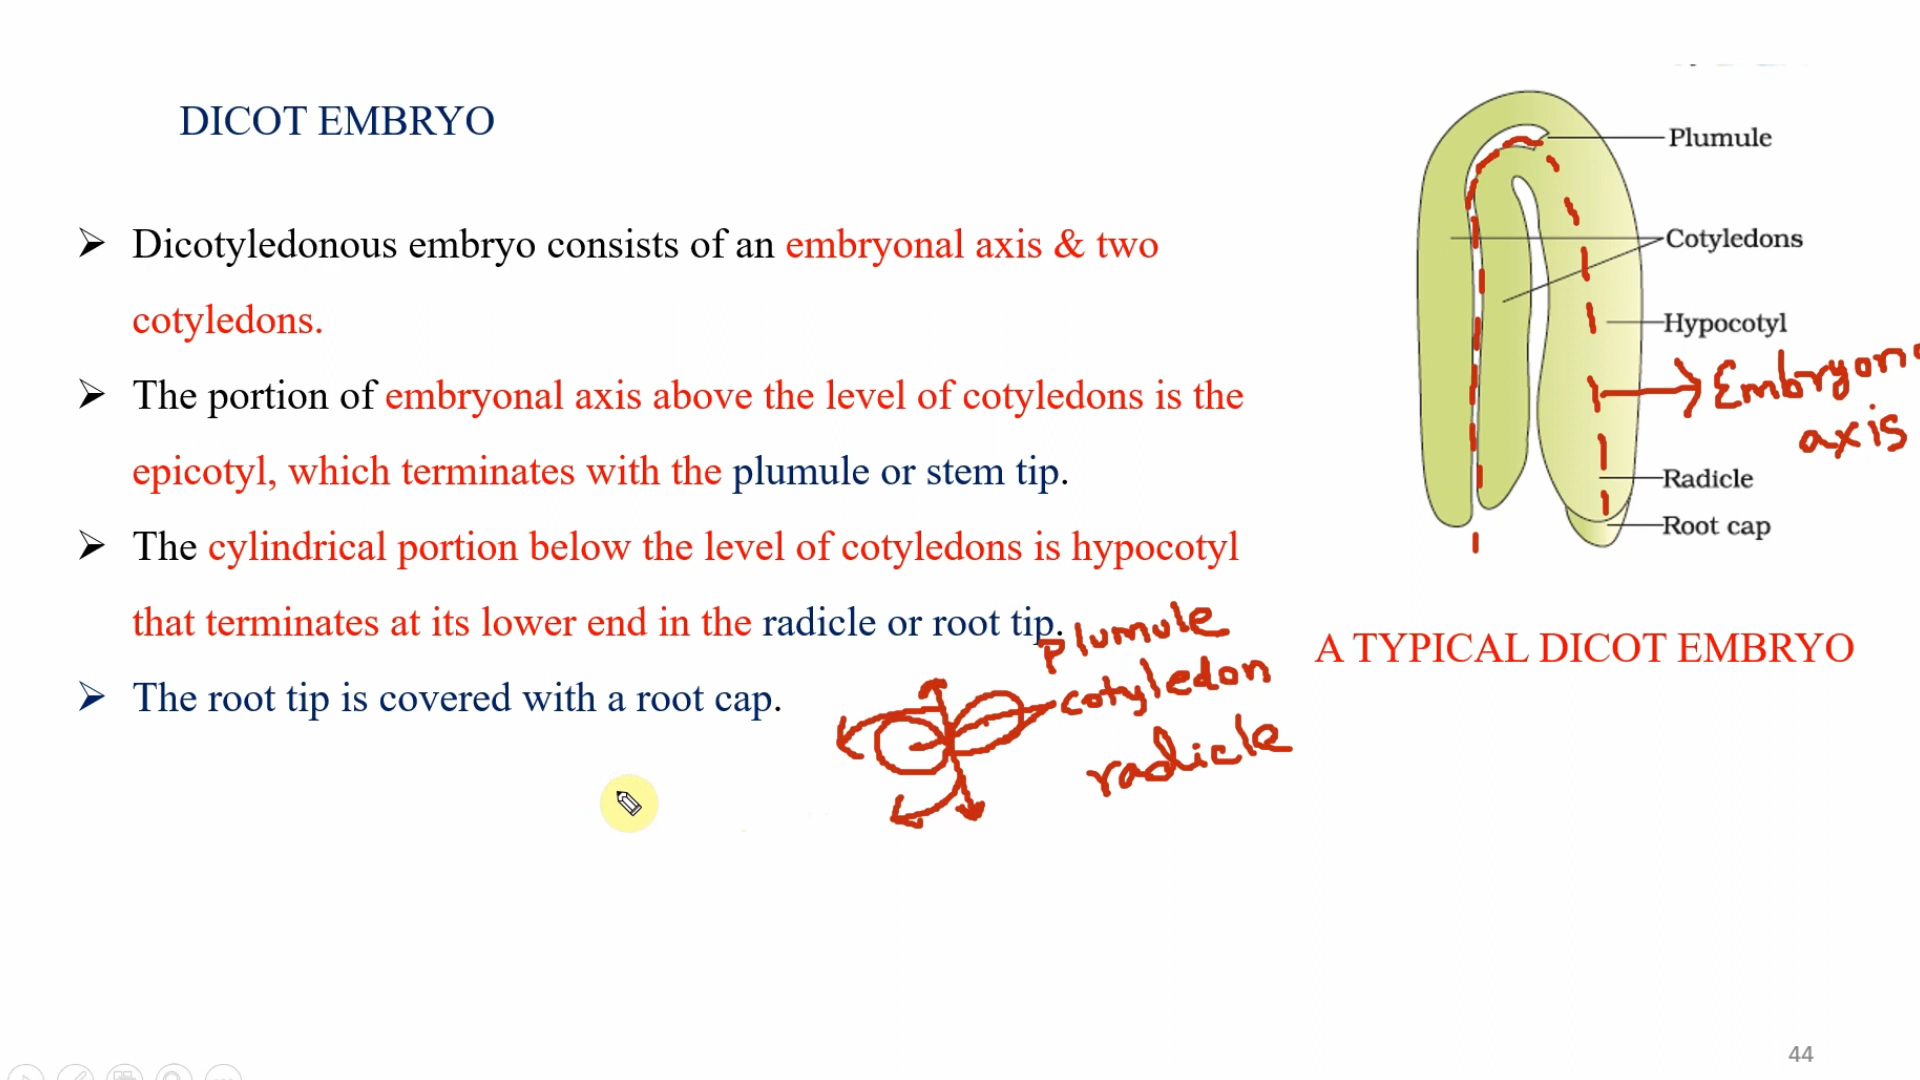 DICOT EMBRYO
Dicotyledonous embryo consists of an embryonal axis & two
cotyledons.
The portion of embryonal axis above the level of cotyledons is the
epicotyl, which terminates with the plumule or stem tip.
The cylindrical portion below the level of cotyledons is hypocotyl
that terminates at its lower end in the radicle or root tip.
The root tip is covered with a root cap.
Plumule
cotyledon
radicle
Plumule
Cotyledons
Hypocotyl
axis
Radicle
Root cap
A TYPICAL DICOT EMBRYO
44